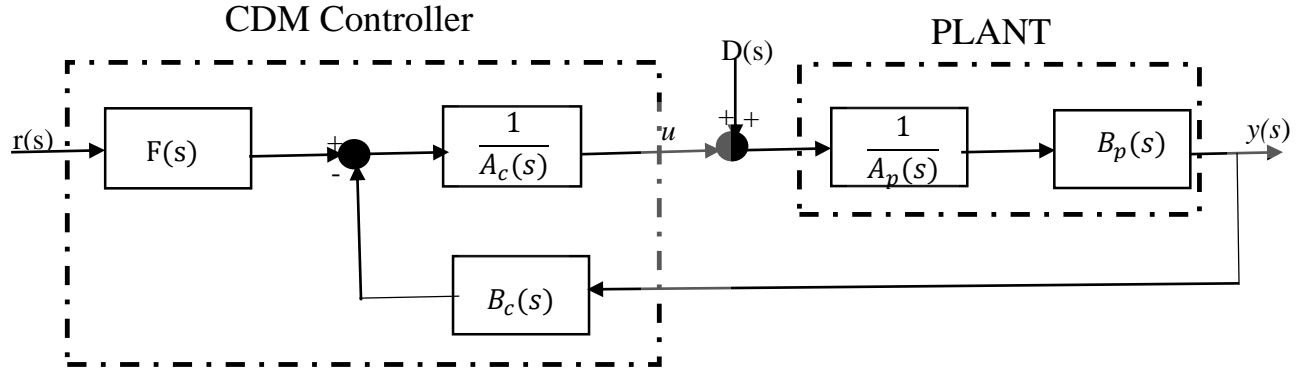 CDM Controller
PLANT
D(s)
r(s)
F(s)
+
-
1
A_c(s)
u
+ +
1
A_p(s)
B_p(s)
y(s)
B_c(s)